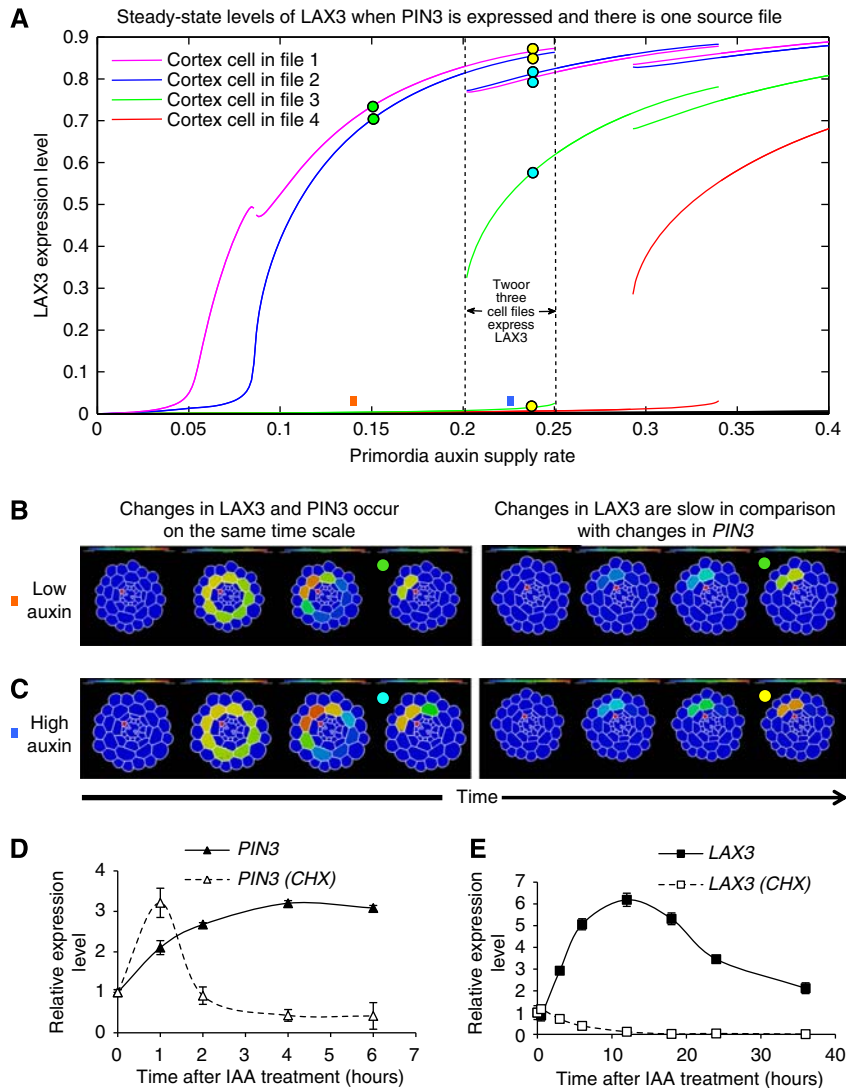 A
Steady-state levels of LAX3 when PIN3 is expressed and there is one source file
0.9
0.8
0.7
0.6
0.5
0.4
0.3
0.2
0.1
0
LAX3 expression level
Cortex cell in file 1
Cortex cell in file 2
Cortex cell in file 3
Cortex cell in file 4
Twoor
three
cell files
express
LAX3
0 0.05 0.1 0.15 0.2 0.25 0.3 0.35 0.4
Primordia auxin supply rate
B
Changes in LAX3 and PIN3 occur
on the same time scale
Changes in LAX3 are slow in comparison
with changes in PIN3
Low
auxin
C
High
auxin
Time
D
PIN3
PIN3 (CHX)
Relative expression
level
4
3
2
1
0
0 1 2 3 4 5 6 7
Time after IAA treatment (hours)
E
LAX3
LAX3 (CHX)
Relative expression
level
7
6
5
4
3
2
1
0
0 10 20 30 40
Time after IAA treatment (hours)